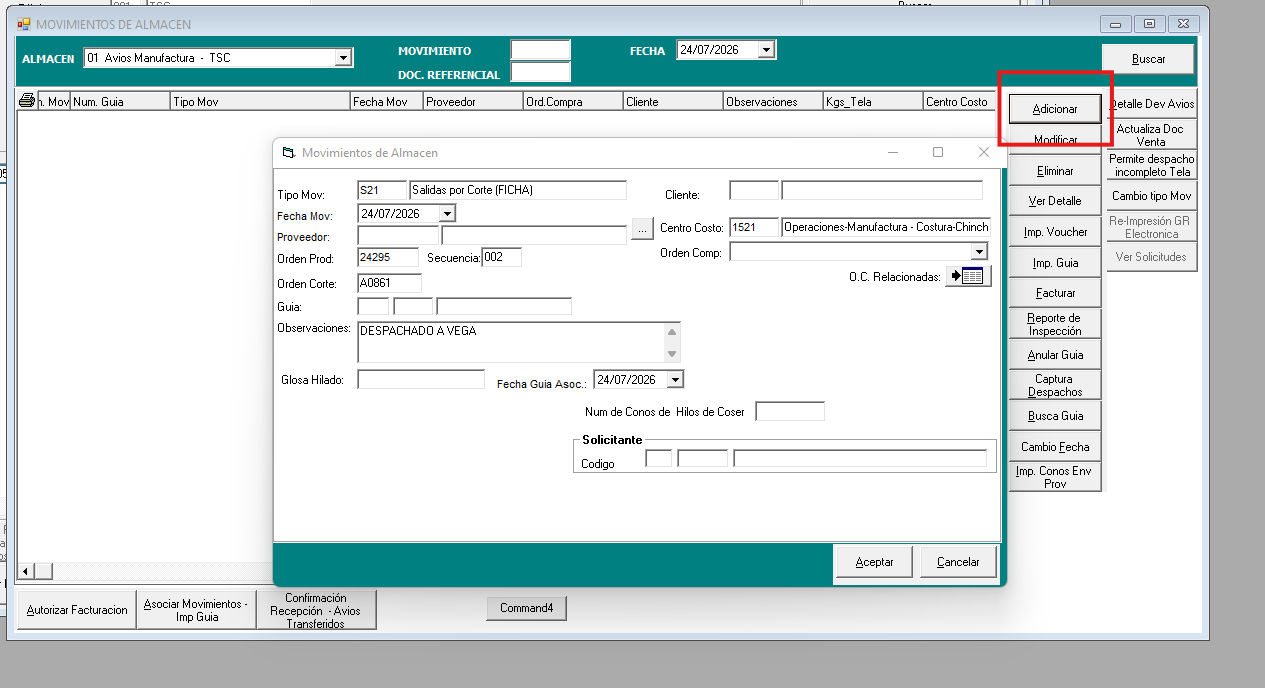 MOVIMIENTOS DE ALMACEN
ALMACEN
01 Avios Manufactura - TSC
MOVIMIENTO
DOC. REFERENCIAL
FECHA
24/07/2026
Buscar
n. Mov
Num. Guia
Tipo Mov
Fecha Mov
Proveedor
Ord.Compra
Cliente
Observaciones
Kgs_Tela
Centro Costo
Adicionar
Modificar
Eliminar
Ver Detalle
Imp. Voucher
Imp. Guia
Facturar
Reporte de
Inspección
Anular Guia
Captura
Despachos
Busca Guia
Cambio Fecha
Imp. Conos Env
Prov
Detalle Dev Avios
Actualiza Doc
Venta
Permite despacho
incompleto Tela
Cambio tipo Mov
Re-Impresión GR
Electronica
Ver Solicitudes
Movimientos de Almacen
Tipo Mov:
S21
Salidas por Corte (FICHA)
Cliente:
Fecha Mov:
24/07/2026
Proveedor:
...
Centro Costo:
1521
Operaciones-Manufactura - Costura-Chinch
Orden Prod:
24295
Secuencia:
002
Orden Comp:
Orden Corte:
A0861
O.C. Relacionadas:
Guia:
Observaciones:
DESPACHADO A VEGA
Glosa Hilado:
Fecha Guia Asoc.:
24/07/2026
Num de Conos de Hilos de Coser
Solicitante
Codigo
Aceptar
Cancelar
Autorizar Facturacion
Asociar Movimientos -
Imp Guia
Confirmación
Recepción - Avios
Transferidos
Command4